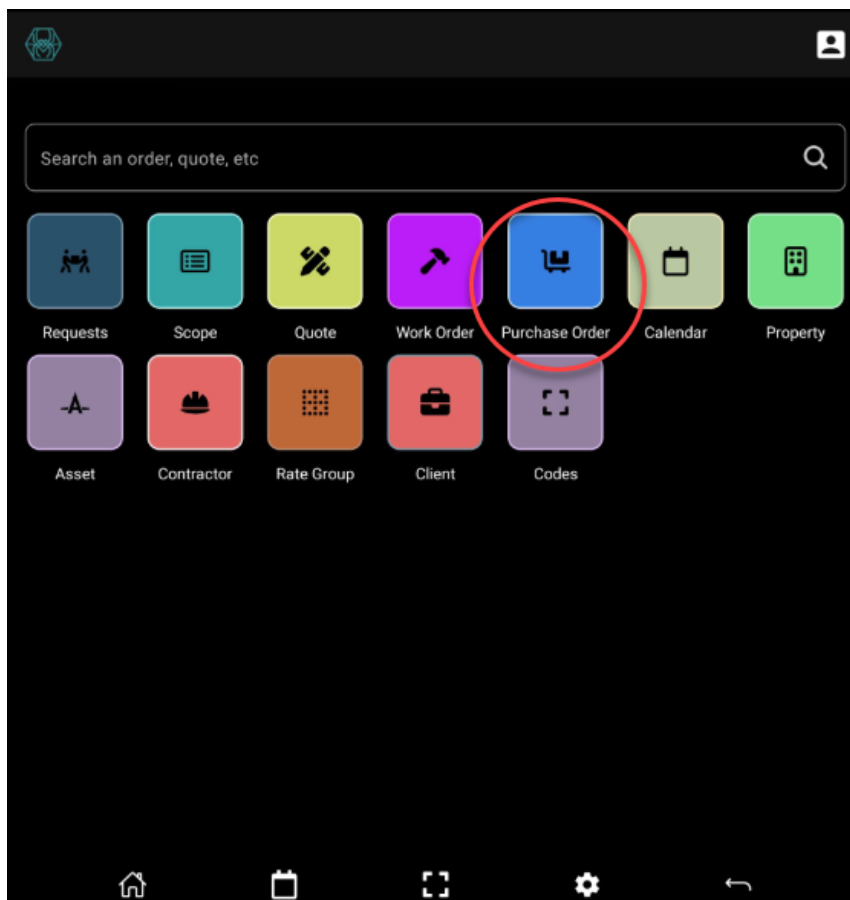 Search an order, quote, etc
Requests
Scope
Quote
Work Order
Purchase Order
Calendar
Property
Asset
Contractor
Rate Group
Client
Codes